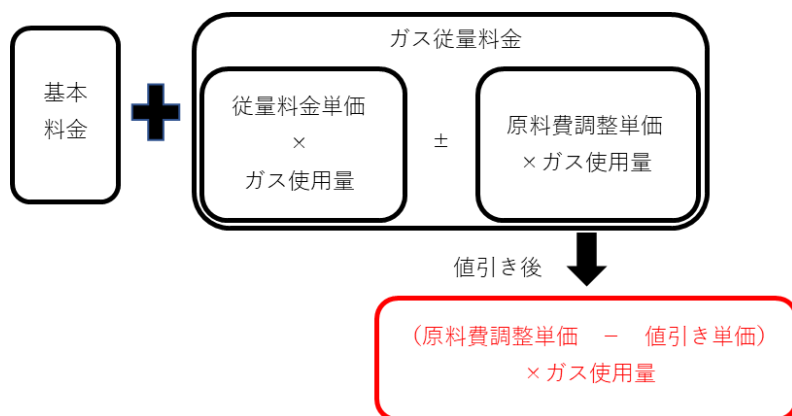 ガス従量料金
基本
料金
従量料金単価
×
ガス使用量
±
原料費調整単価
×ガス使用量
値引き後
(原料費調整単価 − 値引き単価)
×ガス使用量